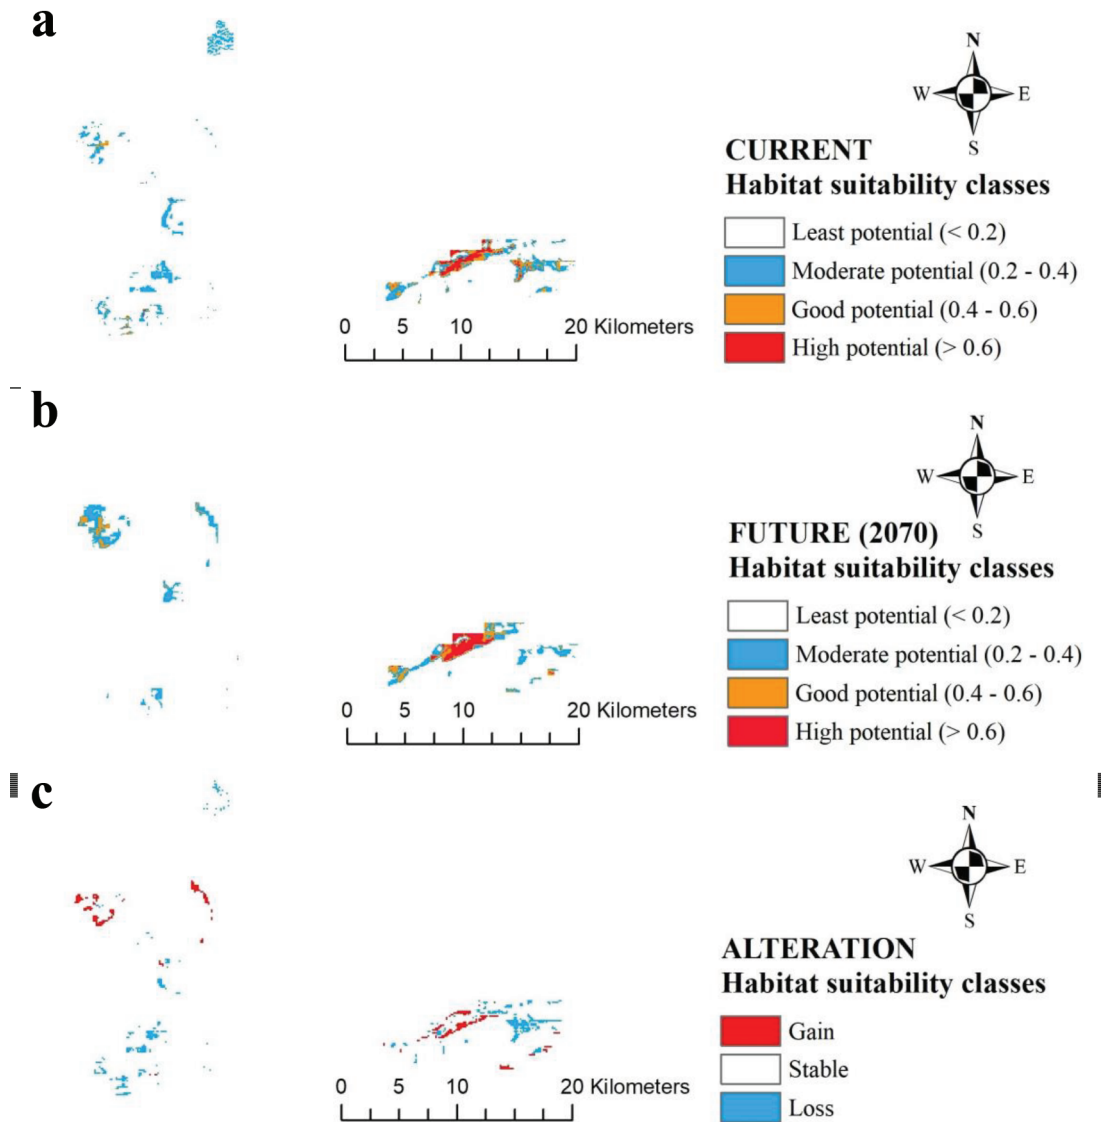 a
N
W E
S
CURRENT
Habitat suitability classes
Least potential (< 0.2)
Moderate potential (0.2 - 0.4)
Good potential (0.4 - 0.6)
High potential (> 0.6)
0 5 10 20 Kilometers
b
N
W E
S
FUTURE (2070)
Habitat suitability classes
Least potential (< 0.2)
Moderate potential (0.2 - 0.4)
Good potential (0.4 - 0.6)
High potential (> 0.6)
0 5 10 20 Kilometers
c
N
W E
S
ALTERATION
Habitat suitability classes
Gain
Stable
Loss
0 5 10 20 Kilometers